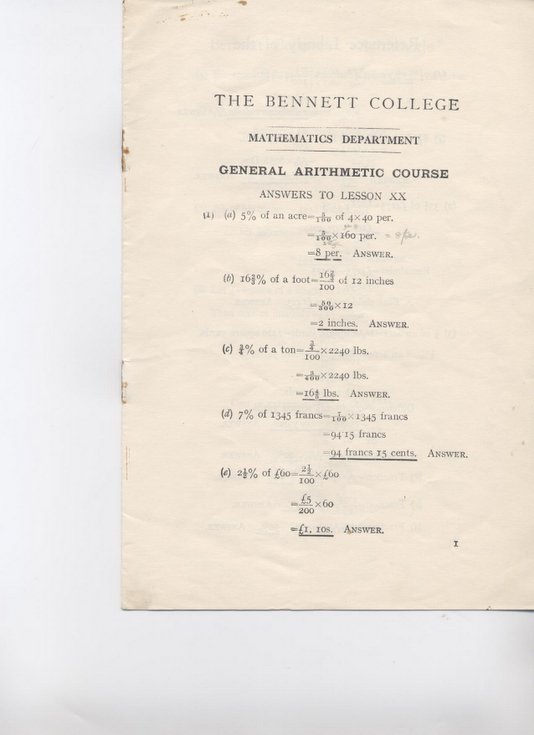 THE BENNETT COLLEGE
MATHEMATICS DEPARTMENT
GENERAL ARITHMETIC COURSE
ANSWERS TO LESSON XX
(1) (a) 5% of an acre=5/100 of 4×40 per.
=5/100×160 per. =8 per.
=8 per. ANSWER.
(b) 16⅔% of a foot=16⅔/100 of 12 inches
=50/300×12
=2 inches. ANSWER.
(c) ¾% of a ton=¾/100×2240 lbs.
=3/400×2240 lbs.
=16⅘ lbs. ANSWER.
(d) 7% of 1345 francs=7/100×1345 francs
=94·15 francs
=94 francs 15 cents. ANSWER.
(e) 2½% of £60=2½/100×£60
=£5/200×60
=£1, 10s. ANSWER.
I